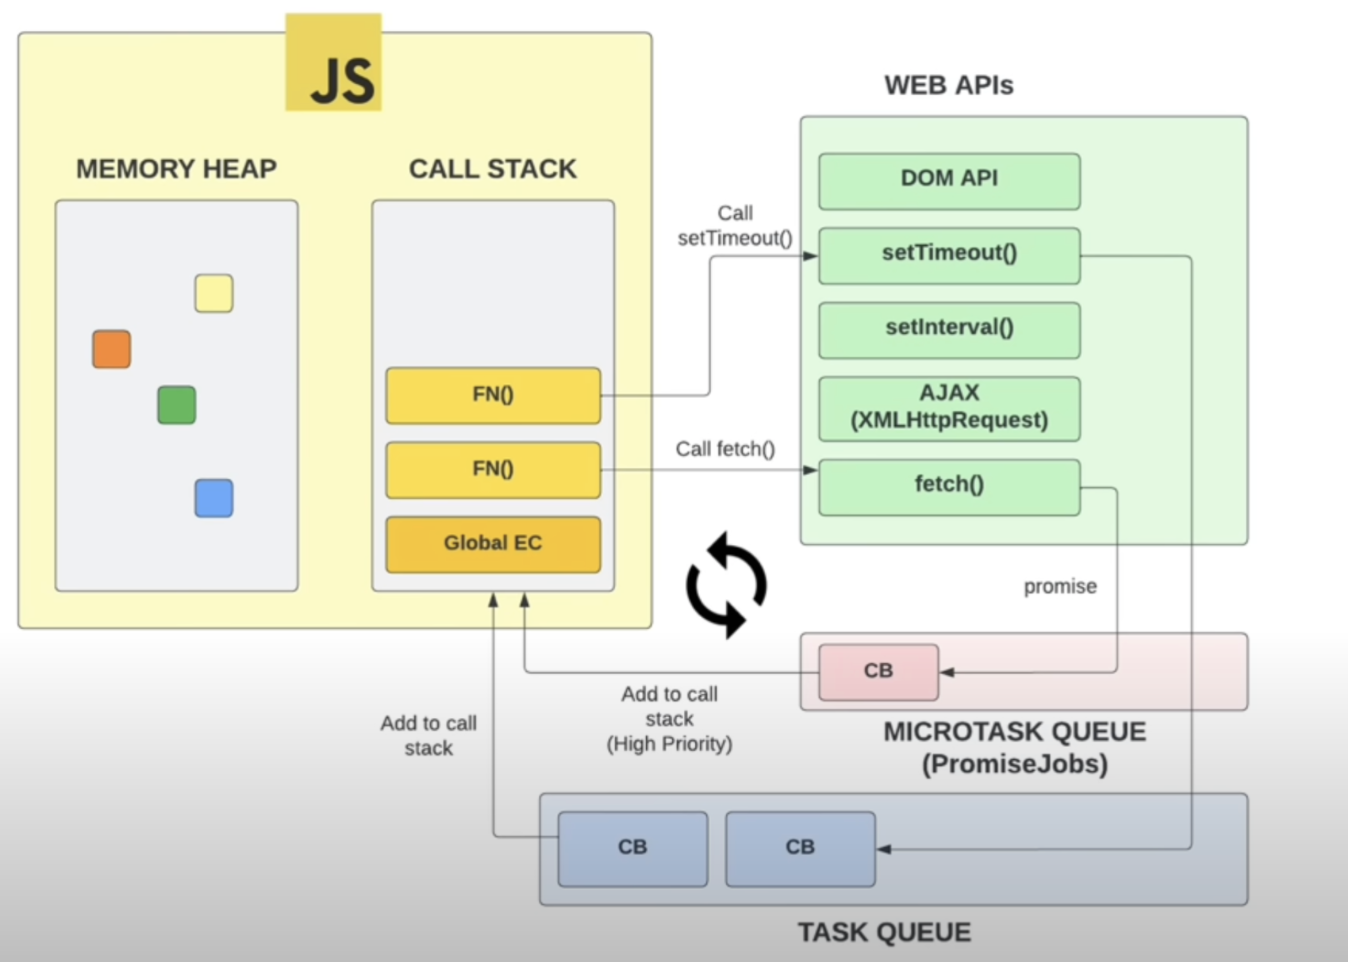 JS
MEMORY HEAP
CALL STACK
FN()
FN()
Global EC
Call
setTimeout()
Call fetch()
WEB APIs
DOM API
setTimeout()
setInterval()
AJAX
(XMLHttpRequest)
fetch()
promise
CB
MICROTASK QUEUE
(PromiseJobs)
Add to call
stack
(High Priority)
Add to call
stack
CB
CB
TASK QUEUE